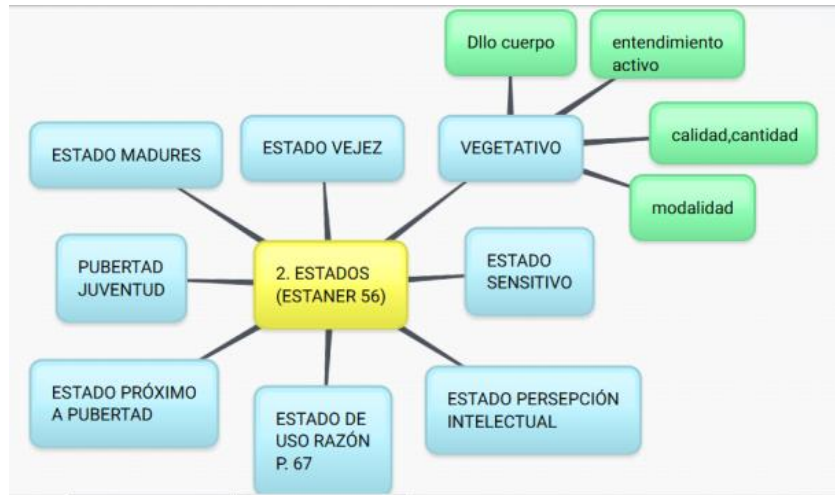 Dllo cuerpo
entendimiento
activo
calidad,cantidad
modalidad
VEGETATIVO
ESTADO VEJEZ
ESTADO MADURES
PUBERTAD
JUVENTUD
2. ESTADOS
(ESTANER 56)
ESTADO
SENSITIVO
ESTADO PRÓXIMO
A PUBERTAD
ESTADO DE
USO RAZÓN
P. 67
ESTADO PERSEPCIÓN
INTELECTUAL